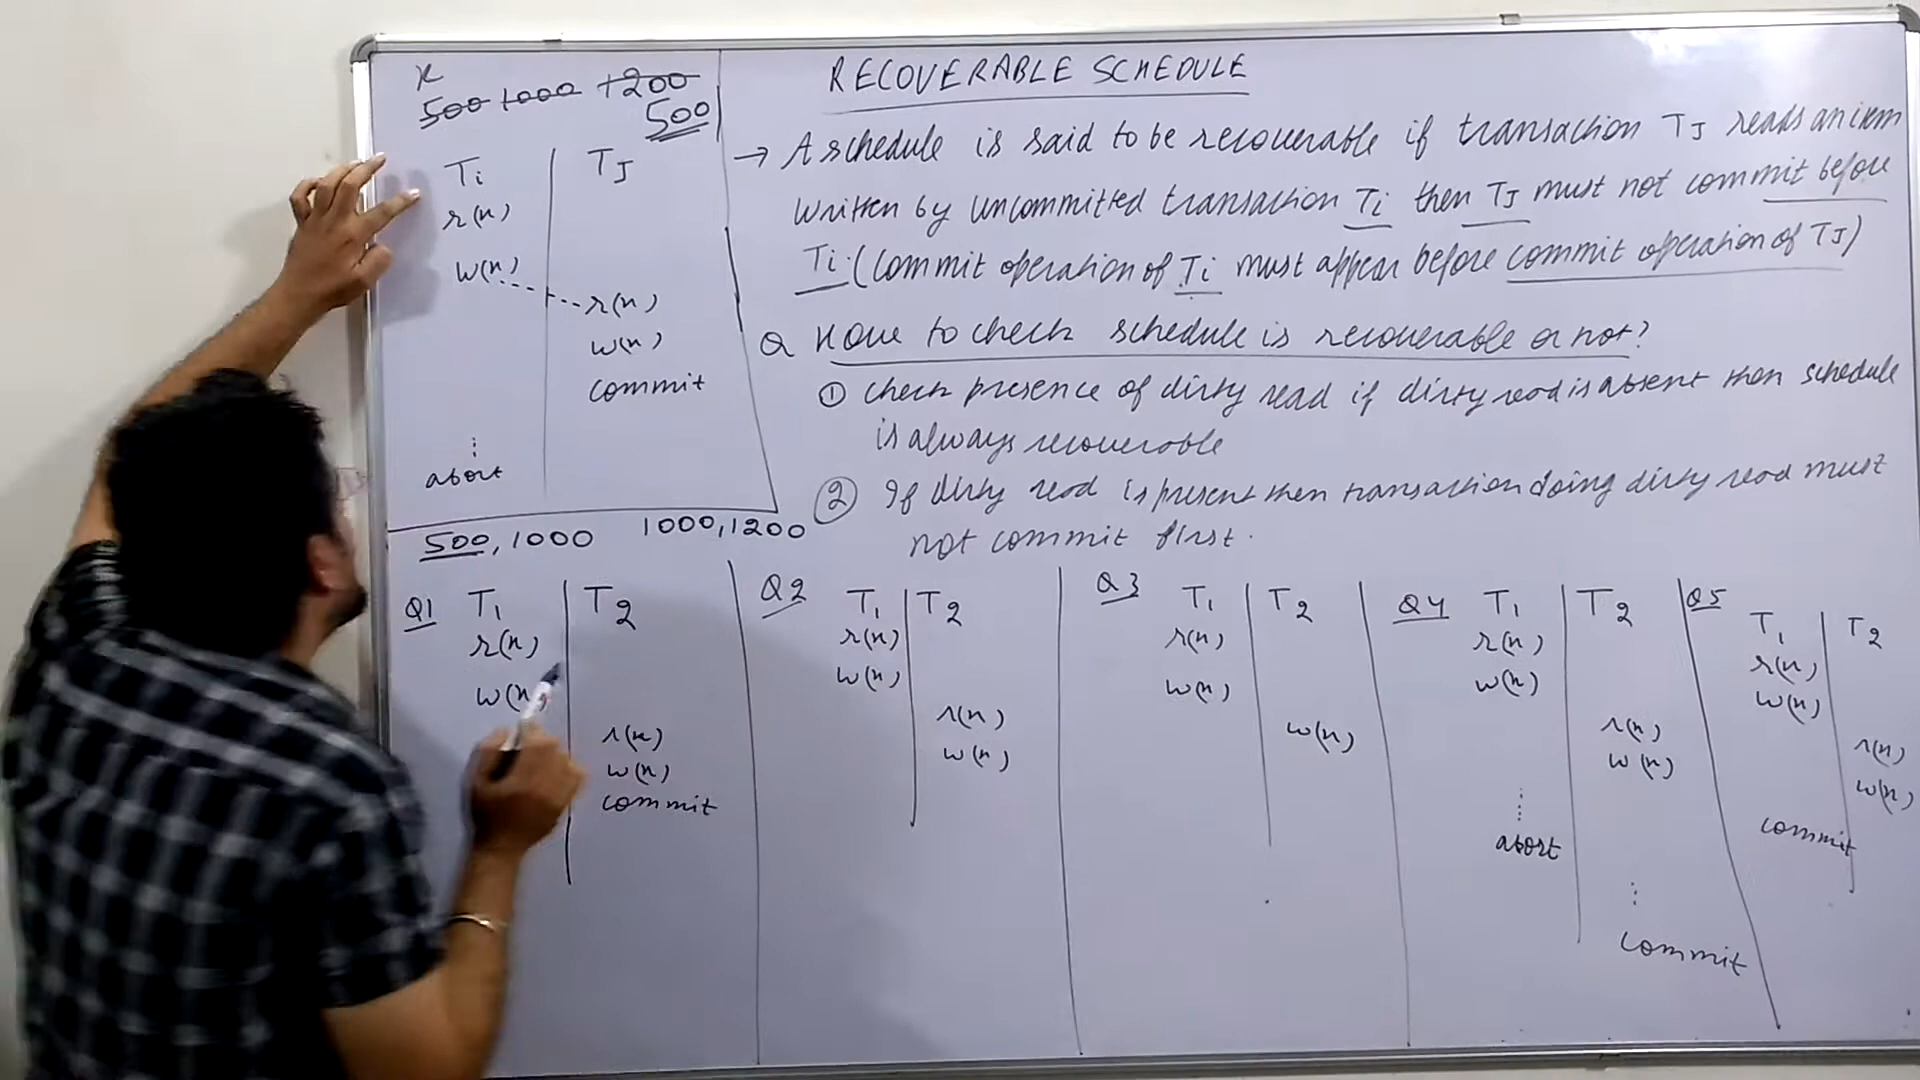 x
500 1000 1200
500
Ti TJ
r(x)
w(x)
r(x)
w(x)
commit
abort
RECOVERABLE SCHEDULE
→ A schedule is said to be recoverable if transaction TJ reads an item
written by uncommitted transaction Ti then TJ must not commit before
Ti. (commit operation of Ti must appear before commit operation of TJ)
Q How to check schedule is recoverable or not?
① check presence of dirty read if dirty read is absent then schedule
is always recoverable
② If dirty read is present then transaction doing dirty read must
not commit first.
500, 1000 1000, 1200
Q1 T1 T2
r(x)
w(x)
r(x)
w(x)
commit
Q2 T1 T2
r(x)
w(x)
r(x)
w(x)
Q3 T1 T2
r(x)
w(x)
w(x)
Q4 T1 T2
r(x)
w(x)
r(x)
w(x)
abort
commit
Q5 T1 T2
r(x)
w(x)
r(x)
w(x)
commit